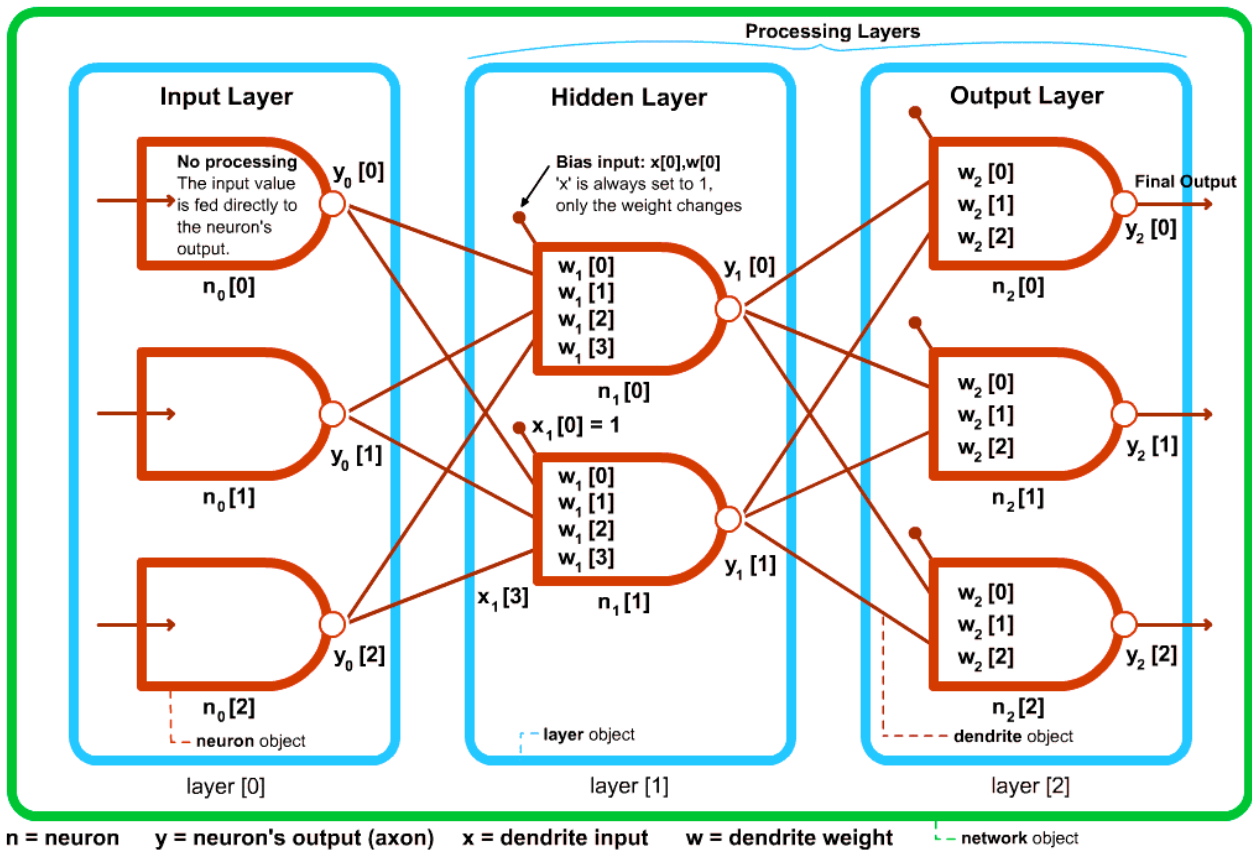 Processing Layers
Input Layer
No processing
The input value
is fed directly to
the neuron's
output.
y0 [0]
n0 [0]
y0 [1]
n0 [1]
y0 [2]
n0 [2]
neuron object
layer [0]
Hidden Layer
Bias input: x[0],w[0]
'x' is always set to 1,
only the weight changes
w1 [0]
w1 [1]
w1 [2]
w1 [3]
y1 [0]
n1 [0]
x1 [0] = 1
w1 [0]
w1 [1]
w1 [2]
w1 [3]
y1 [1]
x1 [3]
n1 [1]
layer object
layer [1]
Output Layer
w2 [0]
w2 [1]
w2 [2]
Final Output
y2 [0]
n2 [0]
w2 [0]
w2 [1]
w2 [2]
y2 [1]
n2 [1]
w2 [0]
w2 [1]
w2 [2]
y2 [2]
n2 [2]
dendrite object
layer [2]
n = neuron y = neuron's output (axon) x = dendrite input w = dendrite weight
network object